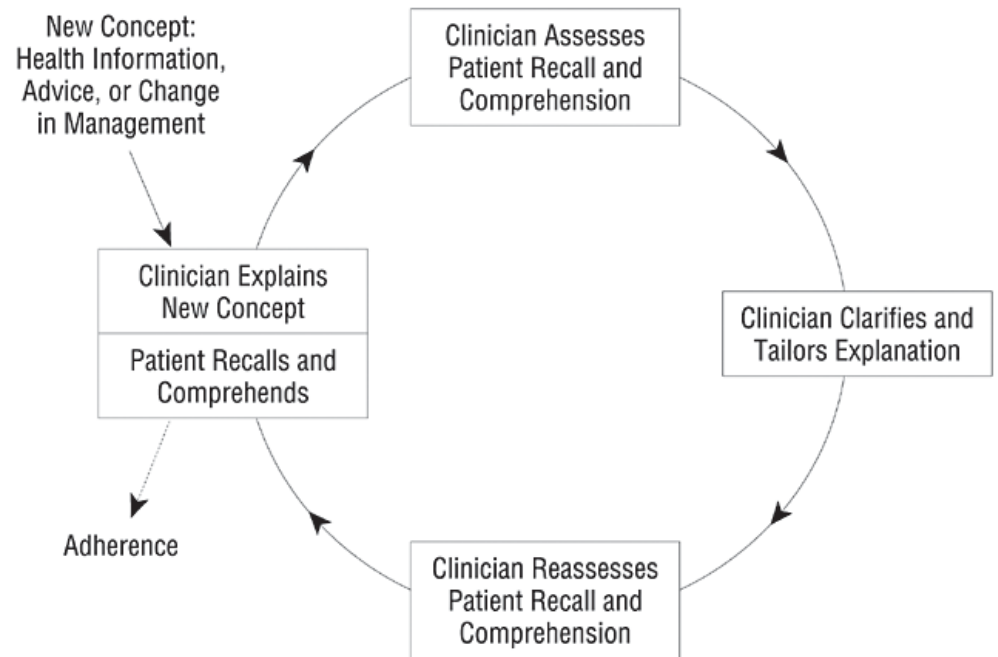 New Concept:
Health Information,
Advice, or Change
in Management
Clinician Explains
New Concept
Patient Recalls and
Comprehends
Adherence
Clinician Assesses
Patient Recall and
Comprehension
Clinician Clarifies and
Tailors Explanation
Clinician Reassesses
Patient Recall and
Comprehension